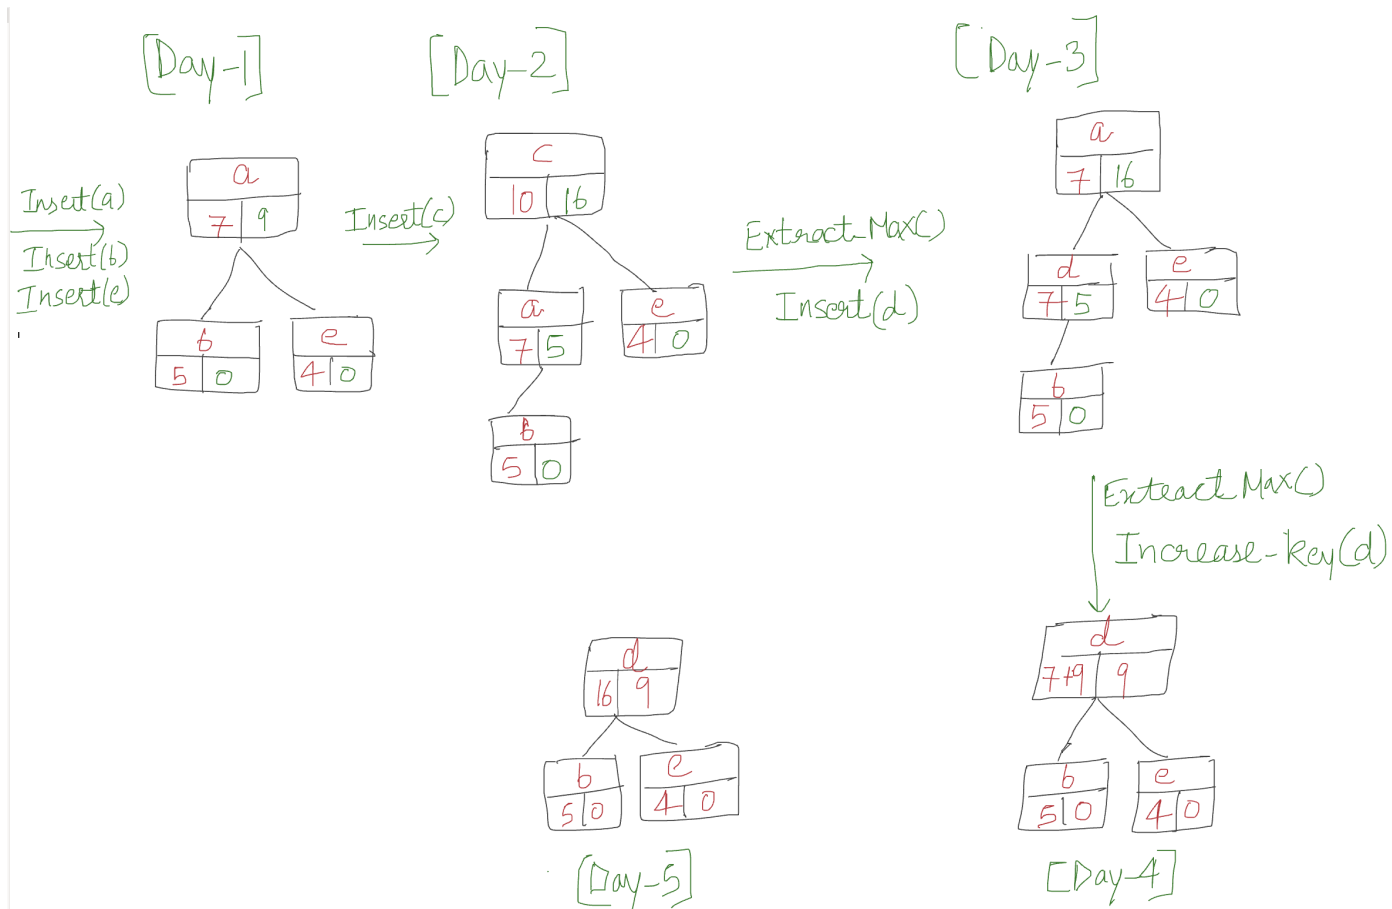 [Day-1]
Insert(a)
Insert(b)
Insert(e)
a
7 9
b
5 0
e
4 0
[Day-2]
Insert(c)
c
10 16
a
7 5
e
4 0
b
5 0
[Day-3]
Extract-Max()
Insert(d)
a
7 16
d
7 5
e
4 0
b
5 0
Extract Max()
Increase-key(d)
d
7+9 9
b
5 0
e
4 0
[Day-4]
d
16 9
b
5 0
e
4 0
[Day-5]